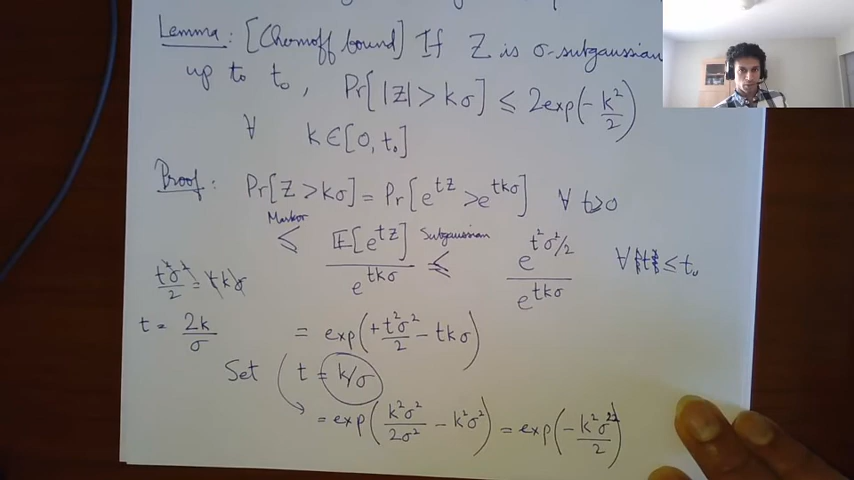 Lemma: [Chernoff bound] If Z is σ-subgaussian
up to t₀, Pr[|Z| > kσ] ≤ 2exp(-k²/2)
∀ k ∈ [0, t₀]
Proof: Pr[Z > kσ] = Pr[e^{tZ} > e^{tkσ}] ∀ t>0
Markov
≤ E[e^{tZ}] / e^{tkσ} Subgaussian ≤ e^{t²σ²/2} / e^{tkσ} ∀ |t| ≤ t₀
t²σ²/2 = tkσ
t = 2k/σ
= exp(+t²σ²/2 - tkσ)
Set t = k/σ
= exp(k²σ²/2σ² - k²σ²) = exp(-k²σ²/2)